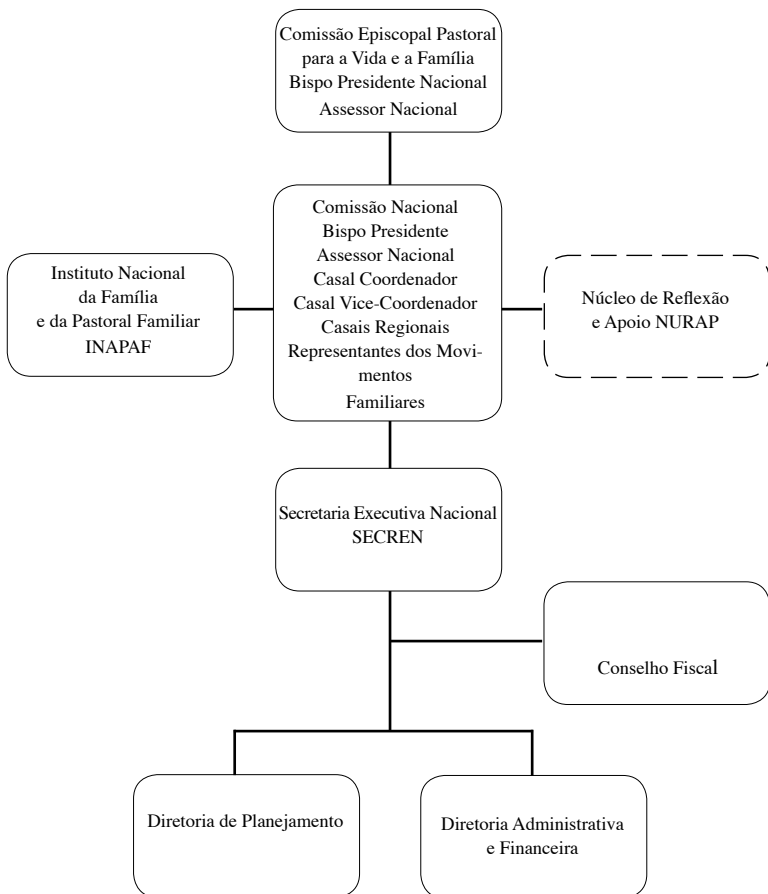 Comissão Episcopal Pastoral
para a Vida e a Família
Bispo Presidente Nacional
Assessor Nacional
Comissão Nacional
Bispo Presidente
Assessor Nacional
Casal Coordenador
Casal Vice-Coordenador
Casais Regionais
Representantes dos Movi-
mentos
Familiares
Instituto Nacional
da Família
e da Pastoral Familiar
INAPAF
Núcleo de Reflexão
e Apoio NURAP
Secretaria Executiva Nacional
SECREN
Conselho Fiscal
Diretoria de Planejamento
Diretoria Administrativa
e Financeira